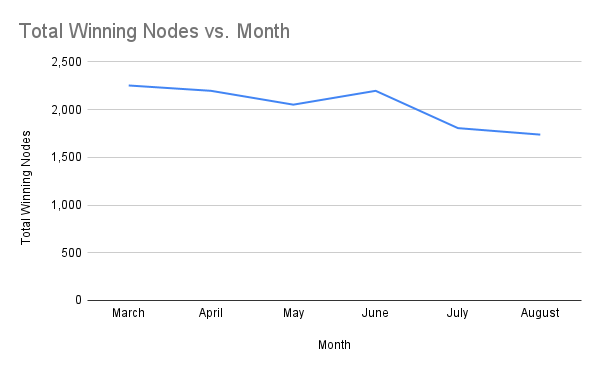 Total Winning Nodes vs. Month
2,500
2,000
1,500
1,000
500
0
Total Winning Nodes
March April May June July August
Month